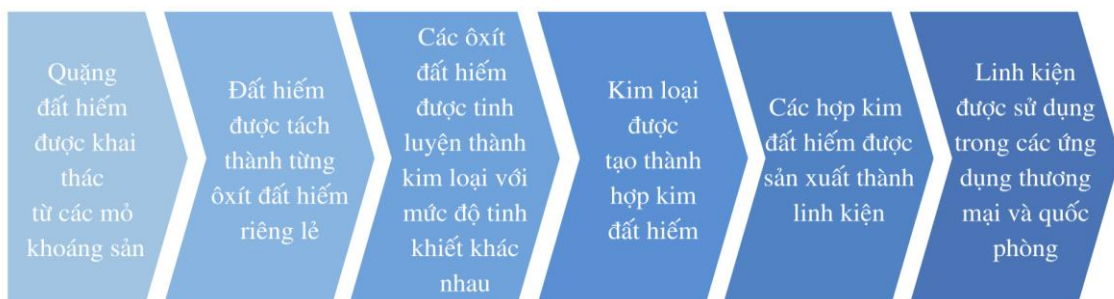 Quặng
đất hiếm
được khai
thác
từ các mỏ
khoáng sản
Đất hiếm
được tách
thành từng
ôxít đất hiếm
riêng lẻ
Các ôxít
đất hiếm
được tinh
luyện thành
kim loại với
mức độ tinh
khiết khác
nhau
Kim loại
được
tạo thành
hợp kim
đất hiếm
Các hợp kim
đất hiếm được
sản xuất thành
linh kiện
Linh kiện
được sử dụng
trong các ứng
dụng thương
mại và quốc
phòng